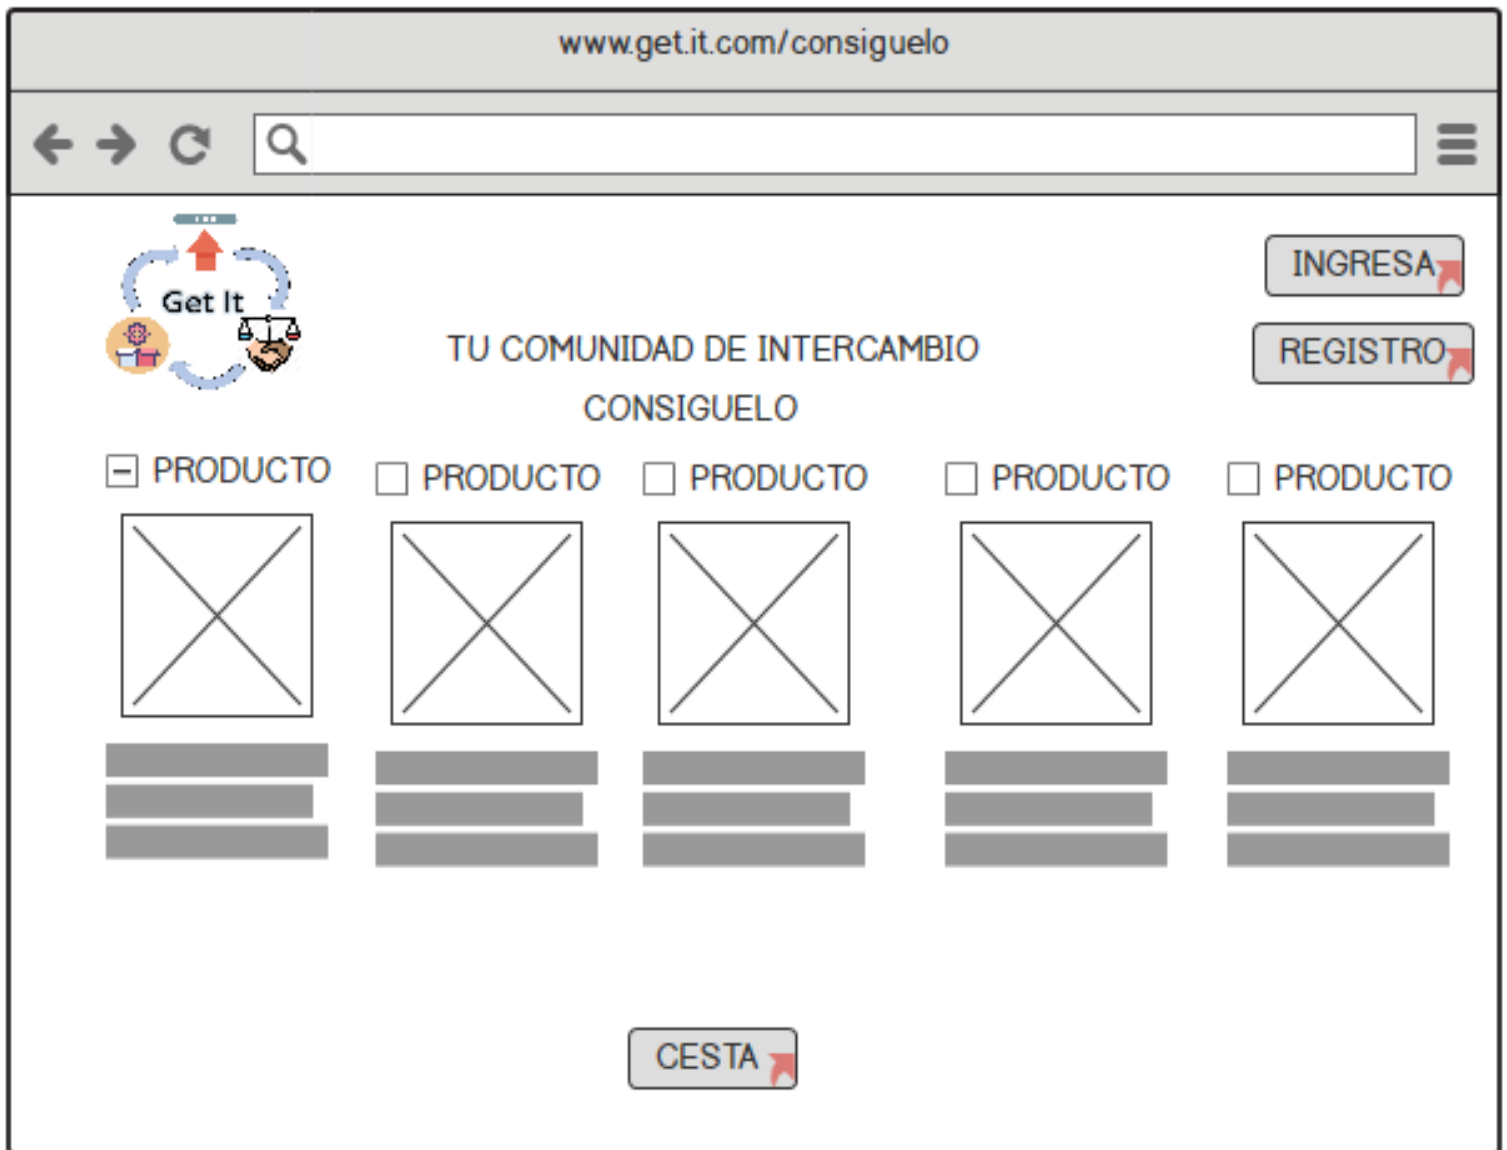 www.get.it.com/consiguelo
Get It
INGRESA
REGISTRO
TU COMUNIDAD DE INTERCAMBIO
CONSIGUELO
PRODUCTO PRODUCTO PRODUCTO PRODUCTO PRODUCTO
CESTA